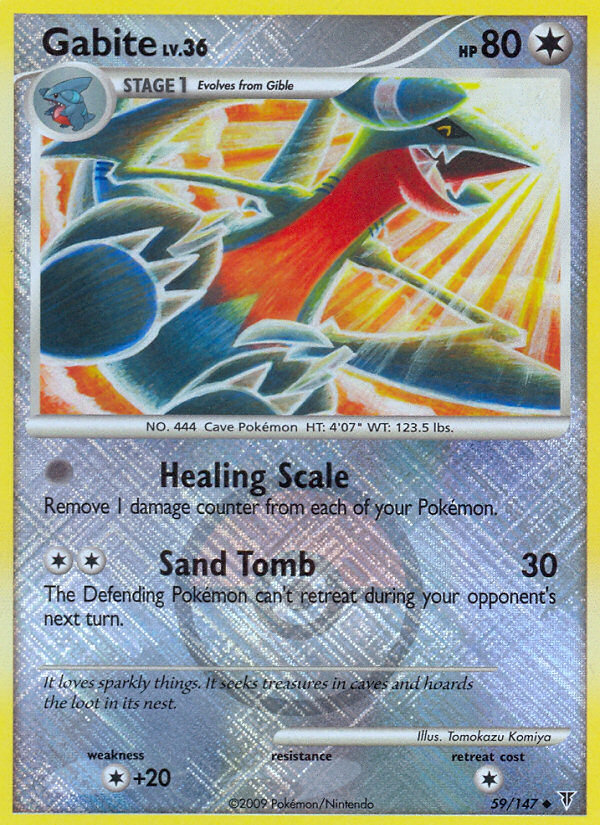 Gabite LV.36 HP 80
STAGE 1 Evolves from Gible
NO. 444 Cave Pokémon HT: 4'07" WT: 123.5 lbs.
Healing Scale
Remove 1 damage counter from each of your Pokémon.
Sand Tomb 30
The Defending Pokémon can't retreat during your opponent's
next turn.
It loves sparkly things. It seeks treasures in caves and hoards
the loot in its nest.
Illus. Tomokazu Komiya
weakness resistance retreat cost
+20
©2009 Pokémon/Nintendo 59/147